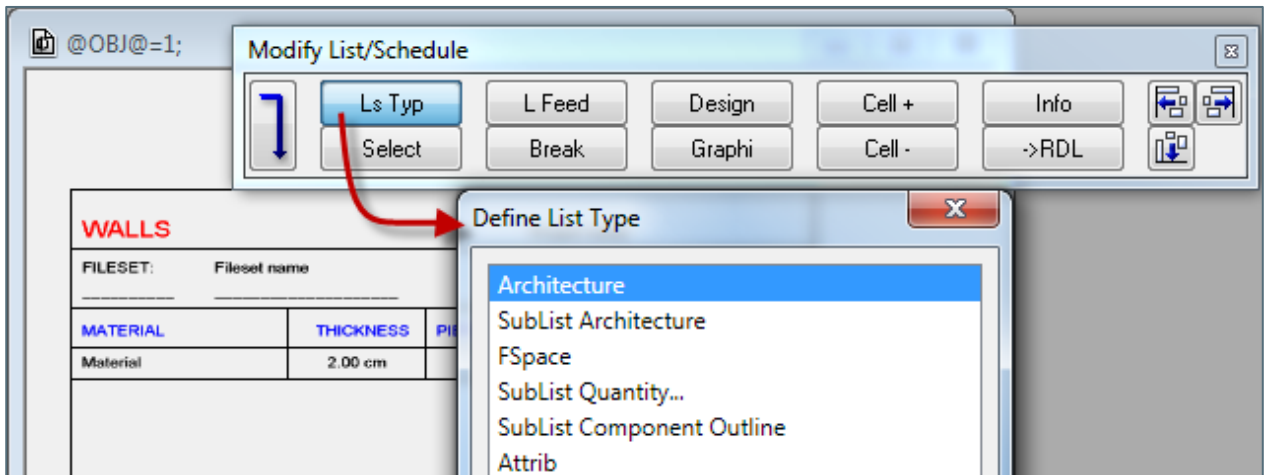 @OBJ@=1;
Modify List/Schedule
Ls Typ L Feed Design Cell + Info
Select Break Graphi Cell - ->RDL
WALLS
FILESET: Fileset name
MATERIAL THICKNESS
Material 2.00 cm
Define List Type
Architecture
SubList Architecture
FSpace
SubList Quantity...
SubList Component Outline
Attrib